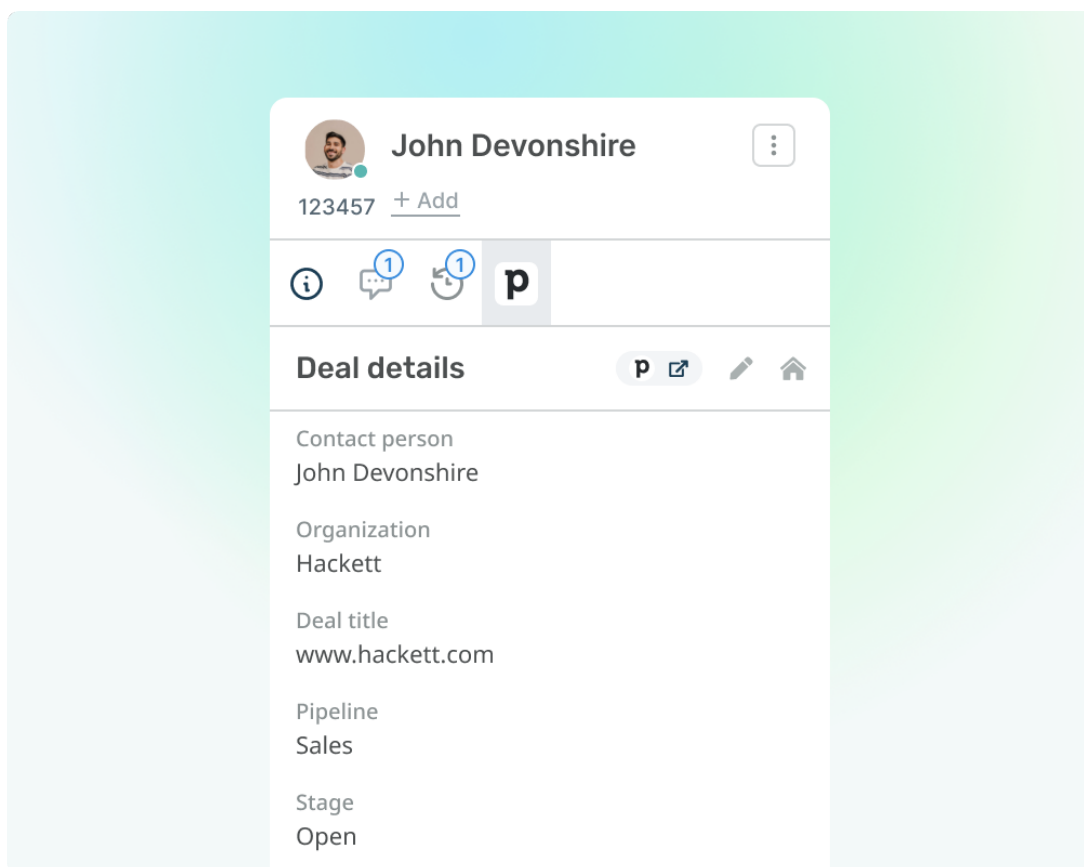 John Devonshire
123457 + Add
1 1 p
Deal details p
Contact person
John Devonshire
Organization
Hackett
Deal title
www.hackett.com
Pipeline
Sales
Stage
Open